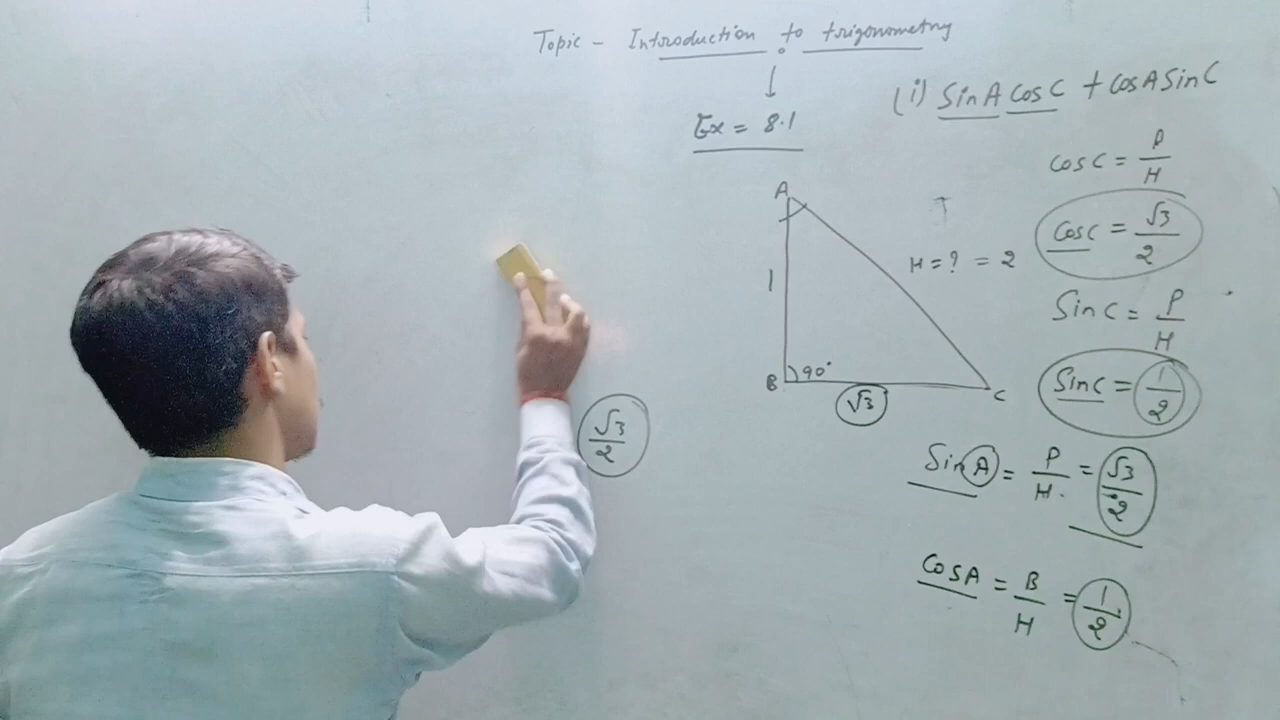 Topic - Introduction to trigonometry
↓
Ex = 8.1
(i) SinA CosC + CosA SinC
CosC = P/H
CosC = √3/2
SinC = P/H
SinC = 1/2
SinA = P/H. = √3/2
CosA = B/H = 1/2
A
1
H = ? = 2
B
90°
C
√3
√3/2